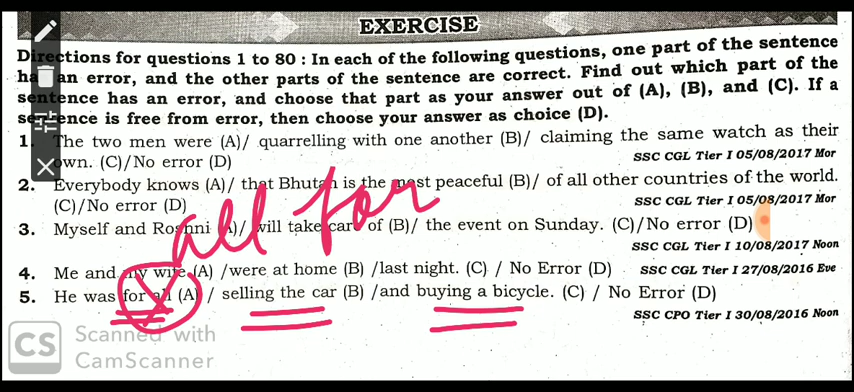 EXERCISE
Directions for questions 1 to 80 : In each of the following questions, one part of the sentence
has an error, and the other parts of the sentence are correct. Find out which part of the
sentence has an error, and choose that part as your answer out of (A), (B), and (C). If a
sentence is free from error, then choose your answer as choice (D).
1. The two men were (A)/ quarrelling with one another (B)/ claiming the same watch as their
own. (C)/No error (D)
SSC CGL Tier I 05/08/2017 Mor
2. Everybody knows (A)/ that Bhutan is the most peaceful (B)/ of all other countries of the world.
(C)/No error (D)
SSC CGL Tier I 05/08/2017 Mor
all for
3. Myself and Roshni (A)/ will take care of (B)/ the event on Sunday. (C)/No error (D)
SSC CGL Tier I 10/08/2017 Noon
4. Me and my wife (A) /were at home (B) /last night. (C) / No Error (D) SSC CGL Tier I 27/08/2016 Eve
5. He was for all (A) / selling the car (B) /and buying a bicycle. (C) / No Error (D)
SSC CPO Tier I 30/08/2016 Noon
CS Scanned with
CamScanner